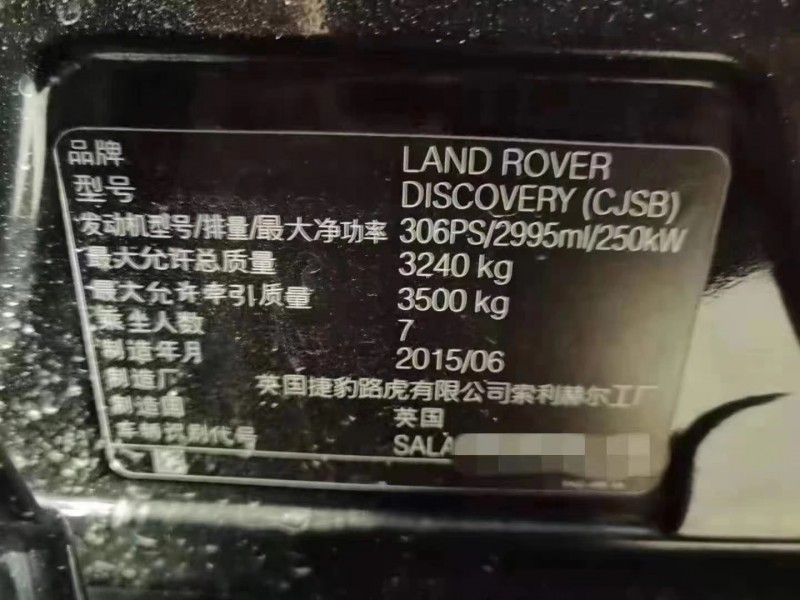 品牌 LAND ROVER
型号 DISCOVERY (CJSB)
发动机型号/排量/最大净功率 306PS/2995ml/250kW
最大允许总质量 3240 kg
最大允许牵引质量 3500 kg
乘坐人数 7
制造年月 2015/06
制造厂 英国捷豹路虎有限公司索利赫尔工厂
制造国 英国
车辆识别代号 SALA